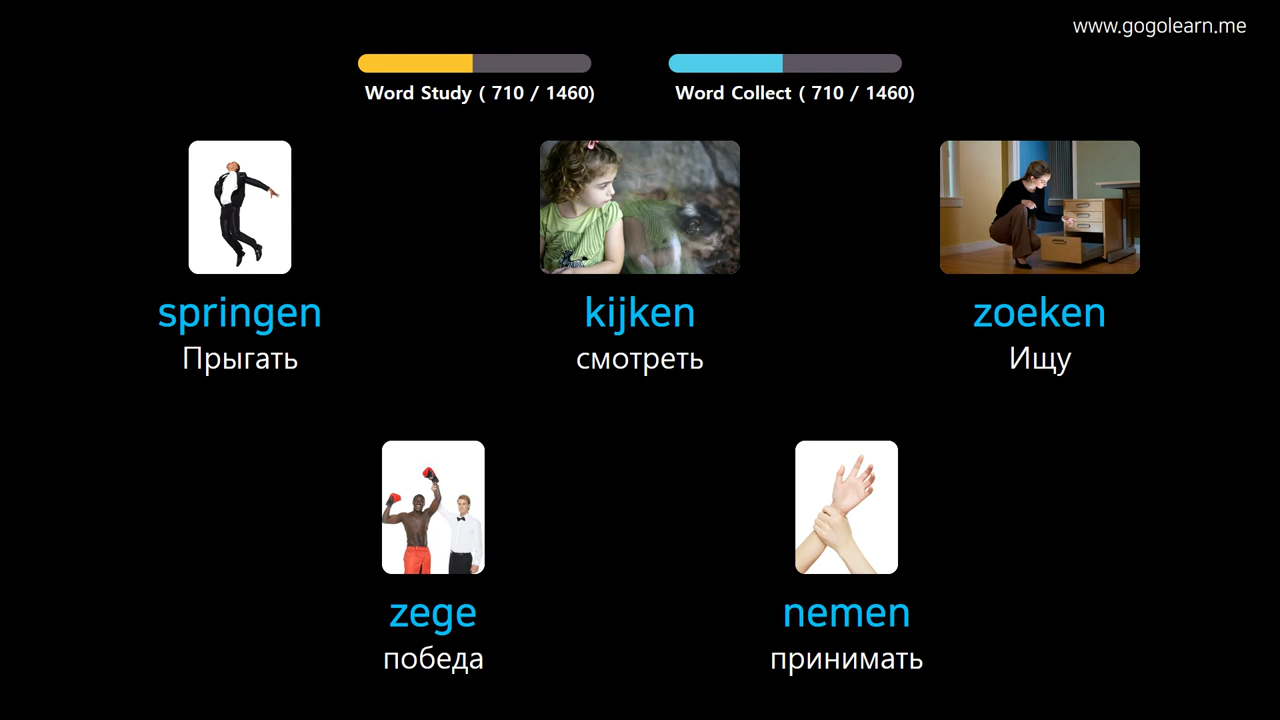 www.gogolearn.me
Word Study ( 710 / 1460)
Word Collect ( 710 / 1460)
springen
Прыгать
kijken
смотреть
zoeken
Ищу
zege
победа
nemen
принимать